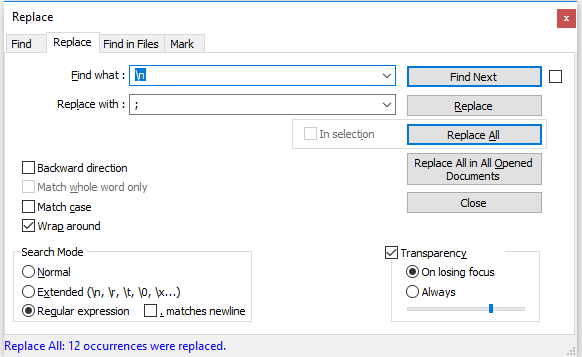 Replace
x
Find Replace Find in Files Mark
Find what : \n
Find Next
Replace with : ;
Replace
In selection
Replace All
Replace All in All Opened
Documents
Close
Backward direction
Match whole word only
Match case
Wrap around
Search Mode
Normal
Extended (\n, \r, \t, \0, \x...)
Regular expression
. matches newline
Transparency
On losing focus
Always
Replace All: 12 occurrences were replaced.